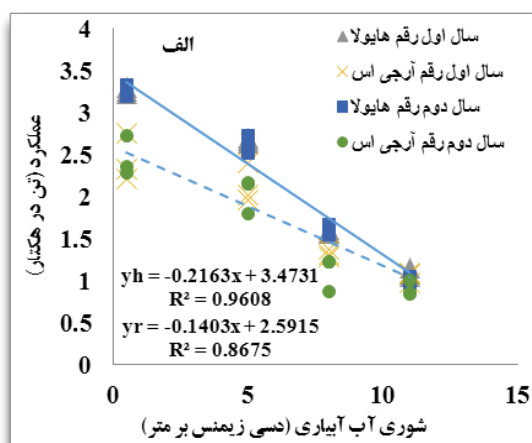 الف
سال اول رقم هایولا
سال اول رقم آرجی اس
سال دوم رقم هایولا
سال دوم رقم آرجی اس
عملکرد (تن در هکتار)
4
3.5
3
2.5
2
1.5
1
0.5
0
yh = -0.2163x + 3.4731
R² = 0.9608
yr = -0.1403x + 2.5915
R² = 0.8675
0 5 10 15
شوری آب آبیاری (دسی زیمنس بر متر)